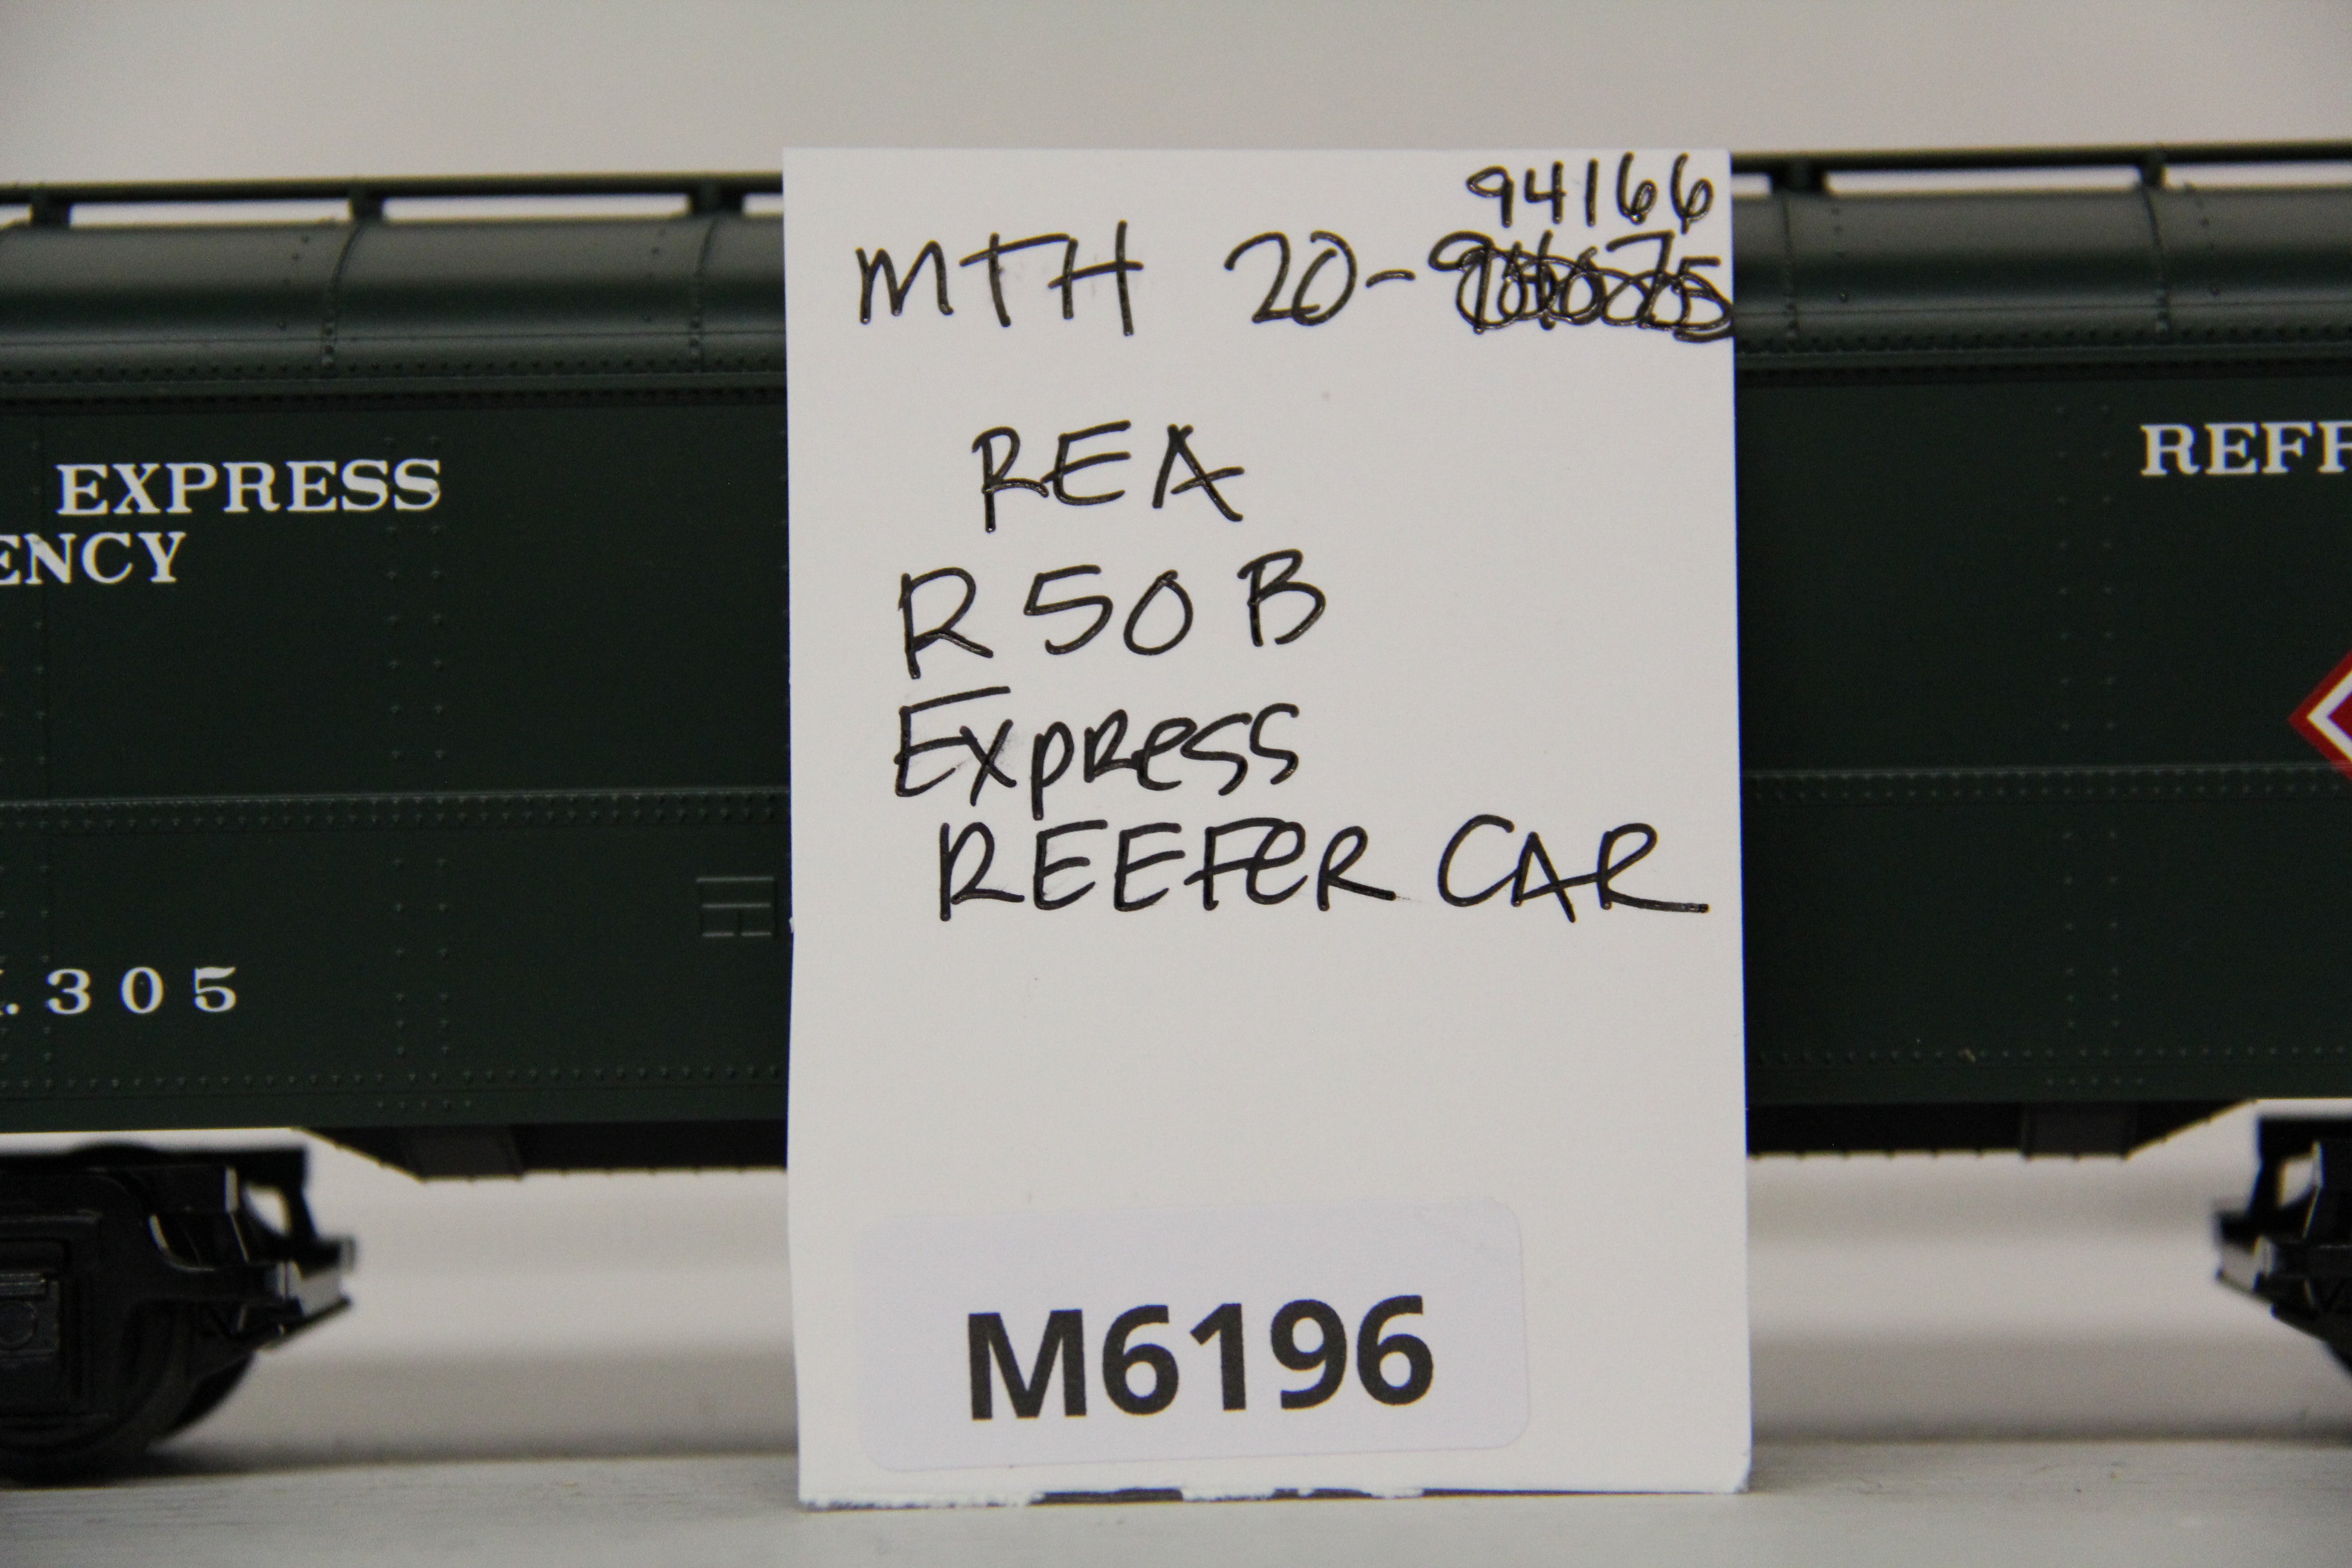 94166
MTH 20-
REA
R50B
Express
REEFER CAR
M6196
EXPRESS
ENCY
.305
REFR